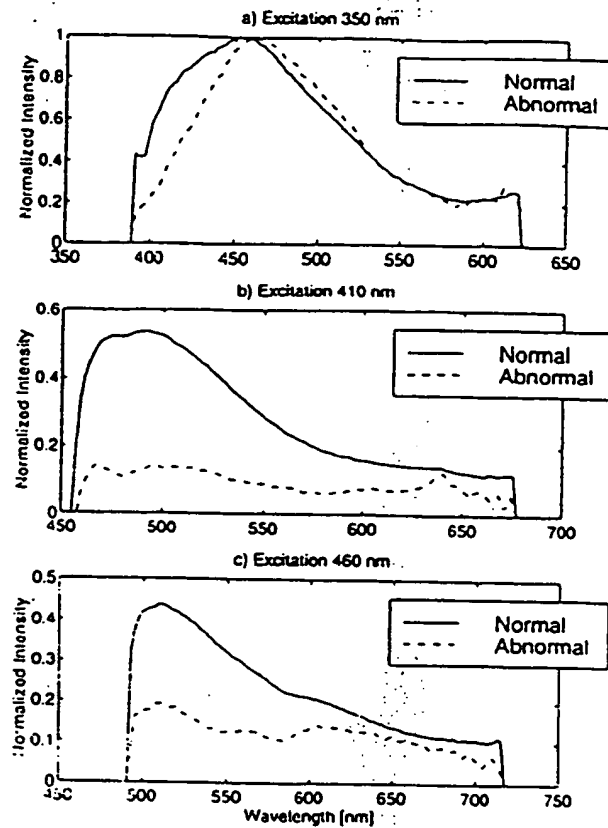 a) Excitation 350 nm
Normalized Intensity
1
0.8
0.6
0.4
0.2
0
350 400 450 500 550 600 650
Normal
Abnormal
b) Excitation 410 nm
Normalized Intensity
0.6
0.4
0.2
0
450 500 550 600 650 700
Normal
Abnormal
c) Excitation 460 nm
Normalized Intensity
0.5
0.4
0.3
0.2
0.1
0
450 500 550 600 650 700 750
Normal
Abnormal
Wavelength [nm]